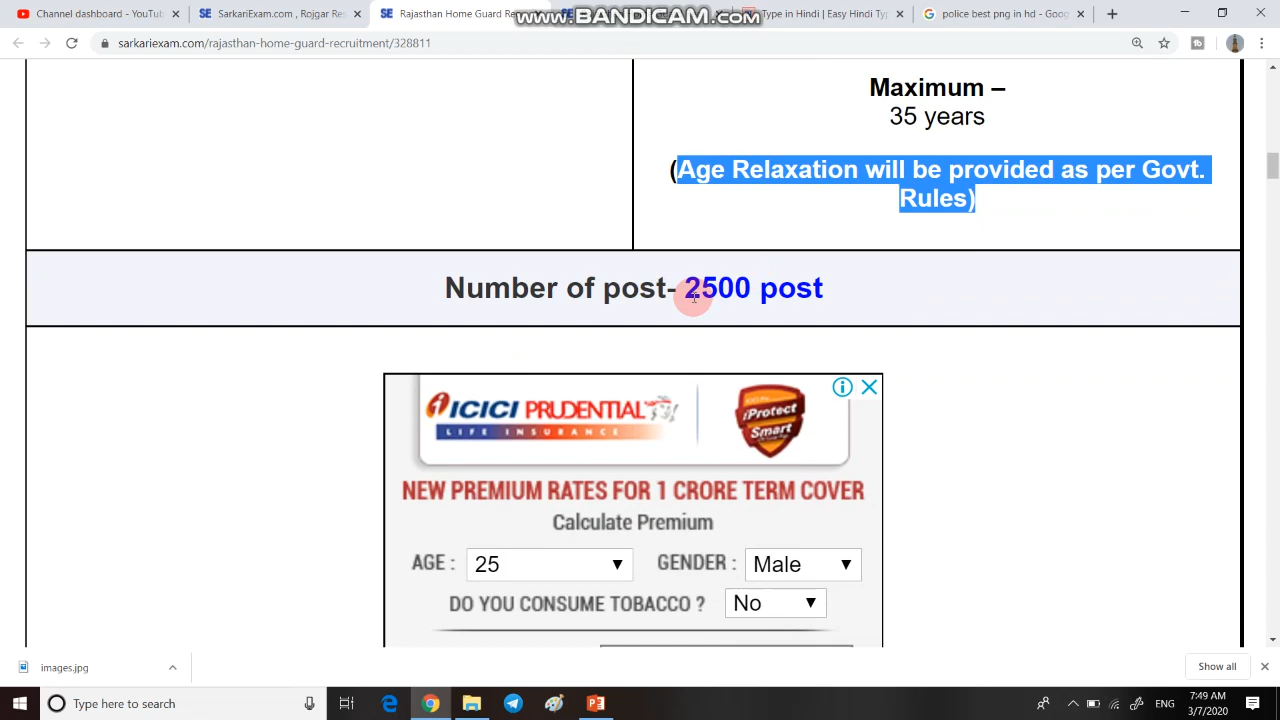 Channel dashboard - YouTub
SarkariExam.com | Rojgar Res
Rajasthan Home Guard Re
Type in Hindi | Easy Hindi Ty
police best png in hd - Goog
www.BANDICAM.com
sarkariexam.com/rajasthan-home-guard-recruitment/328811
Maximum –
35 years
(Age Relaxation will be provided as per Govt.
Rules)
Number of post- 2500 post
ICICI PRUDENTIAL
LIFE INSURANCE
iProtect
Smart
NEW PREMIUM RATES FOR 1 CRORE TERM COVER
Calculate Premium
AGE : 25 GENDER : Male
DO YOU CONSUME TOBACCO ? No
images.jpg
Show all
Type here to search
ENG
7:49 AM
3/7/2020